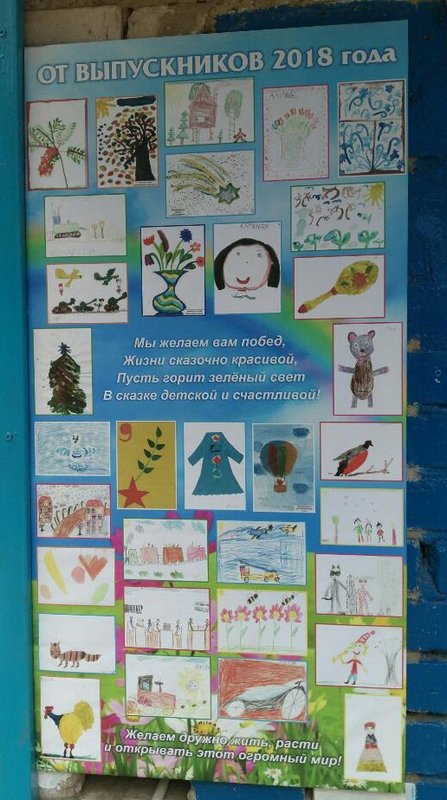 ОТ ВЫПУСКНИКОВ 2018 года
Мы желаем вам побед,
Жизни сказочно красивой,
Пусть горит зелёный свет
В сказке детской и счастливой!
9
Желаем дружно жить, расти
и открывать этот огромный мир!